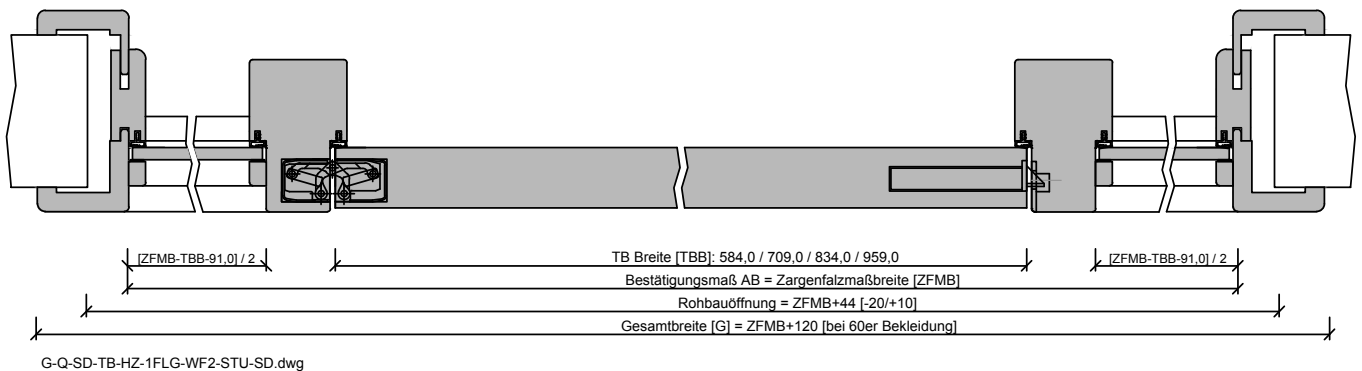 [ZFMB-TBB-91,0] / 2
TB Breite [TBB]: 584,0 / 709,0 / 834,0 / 959,0
[ZFMB-TBB-91,0] / 2
Bestätigungsmaß AB = Zargenfalzmaßbreite [ZFMB]
Rohbauöffnung = ZFMB+44 [-20/+10]
Gesamtbreite [G] = ZFMB+120 [bei 60er Bekleidung]
G-Q-SD-TB-HZ-1FLG-WF2-STU-SD.dwg